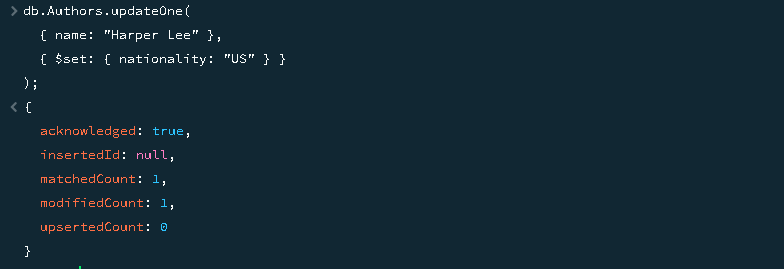 > db.Authors.updateOne(
{ name: "Harper Lee" },
{ $set: { nationality: "US" } }
);
< {
acknowledged: true,
insertedId: null,
matchedCount: 1,
modifiedCount: 1,
upsertedCount: 0
}